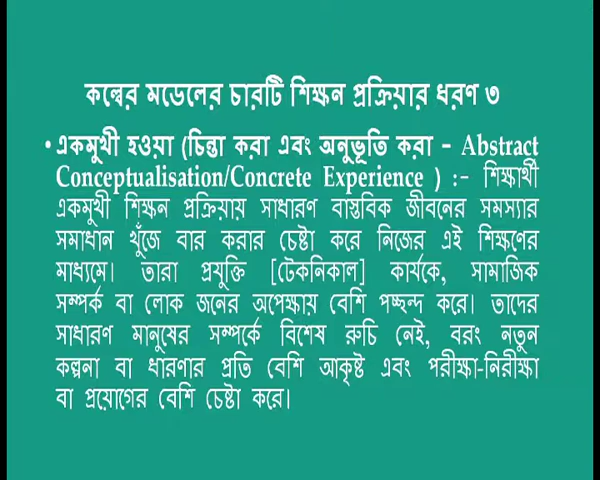 কল্বের মডেলের চারটি শিক্ষন প্রক্রিয়ার ধরণ ৩
• একমুখী হওয়া (চিন্তা করা এবং অনুভূতি করা – Abstract
Conceptualisation/Concrete Experience ) :- শিক্ষার্থী
একমুখী শিক্ষন প্রক্রিয়ায় সাধারণ বাস্তবিক জীবনের সমস্যার
সমাধান খুঁজে বার করার চেষ্টা করে নিজের এই শিক্ষণের
মাধ্যমে। তারা প্রযুক্তি [টেকনিকাল] কার্যকে, সামাজিক
সম্পর্ক বা লোক জনের অপেক্ষায় বেশি পচ্ছন্দ করে। তাদের
সাধারণ মানুষের সম্পর্কে বিশেষ রুচি নেই, বরং নতুন
কল্পনা বা ধারণার প্রতি বেশি আকৃষ্ট এবং পরীক্ষা-নিরীক্ষা
বা প্রয়োগের বেশি চেষ্টা করে।